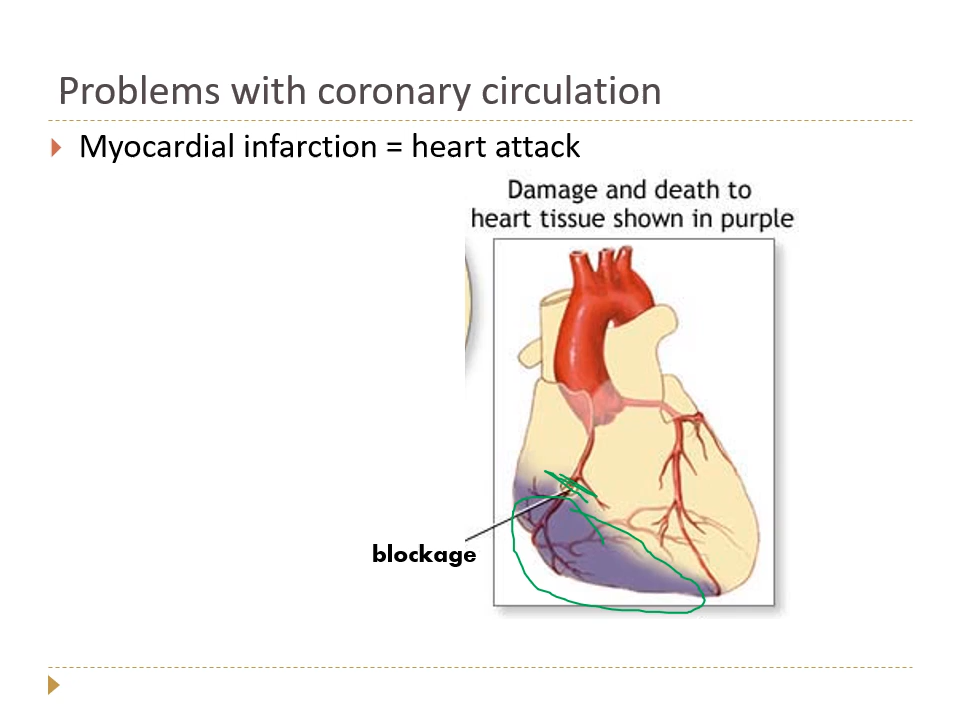 Problems with coronary circulation
Myocardial infarction = heart attack
Damage and death to
heart tissue shown in purple
blockage